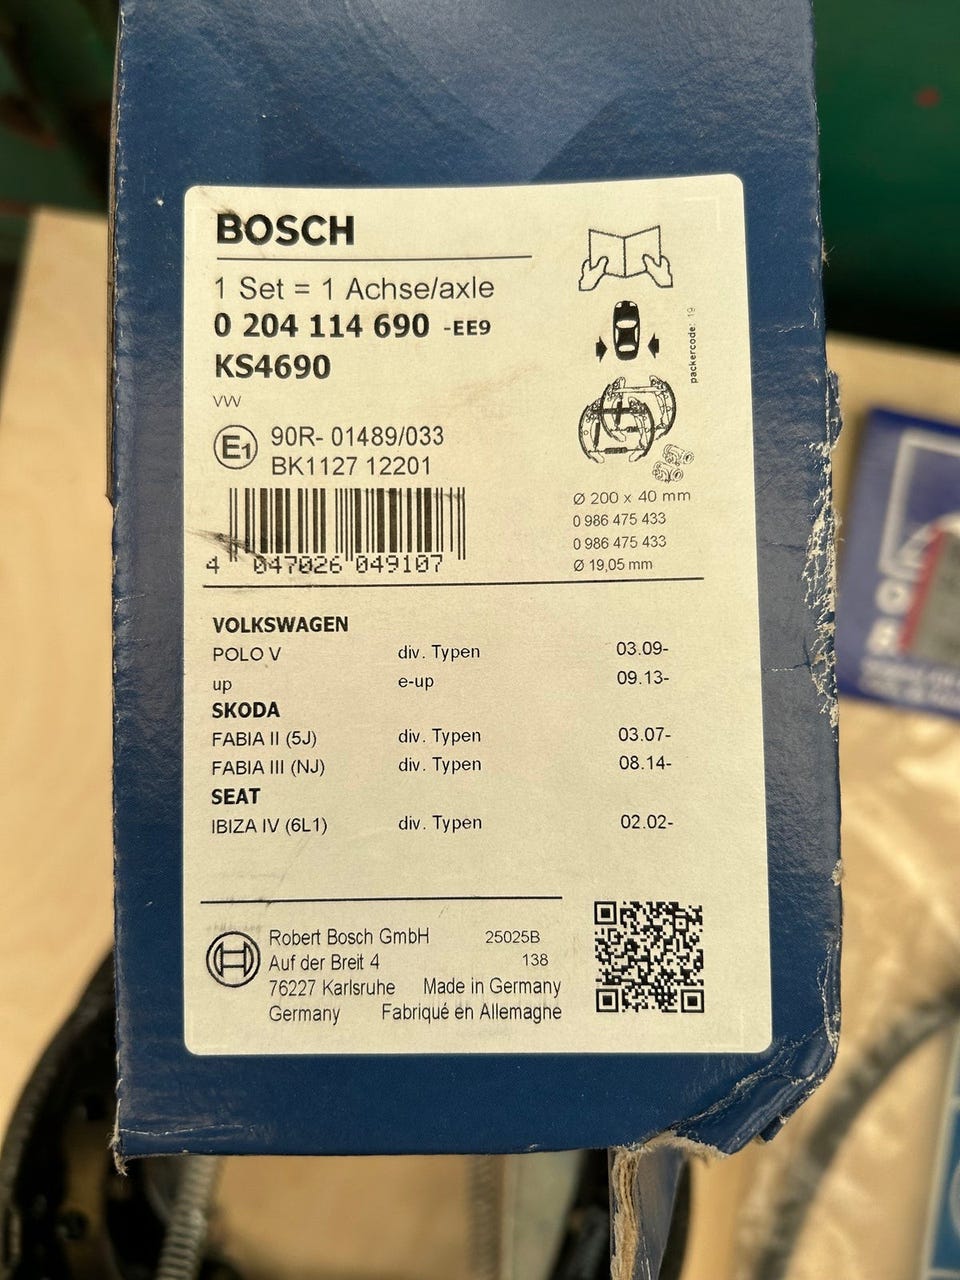 BOSCH
1 Set = 1 Achse/axle
0 204 114 690 -EE9
KS4690
VW
packercode: 19
E1
90R- 01489/033
BK1127 12201
4 047026 049107
Ø 200 x 40 mm
0 986 475 433
0 986 475 433
Ø 19,05 mm
VOLKSWAGEN
POLO V div. Typen 03.09-
up e-up 09.13-
SKODA
FABIA II (5J) div. Typen 03.07-
FABIA III (NJ) div. Typen 08.14-
SEAT
IBIZA IV (6L1) div. Typen 02.02-
Robert Bosch GmbH 25025B
Auf der Breit 4 138
76227 Karlsruhe Made in Germany
Germany Fabriqué en Allemagne